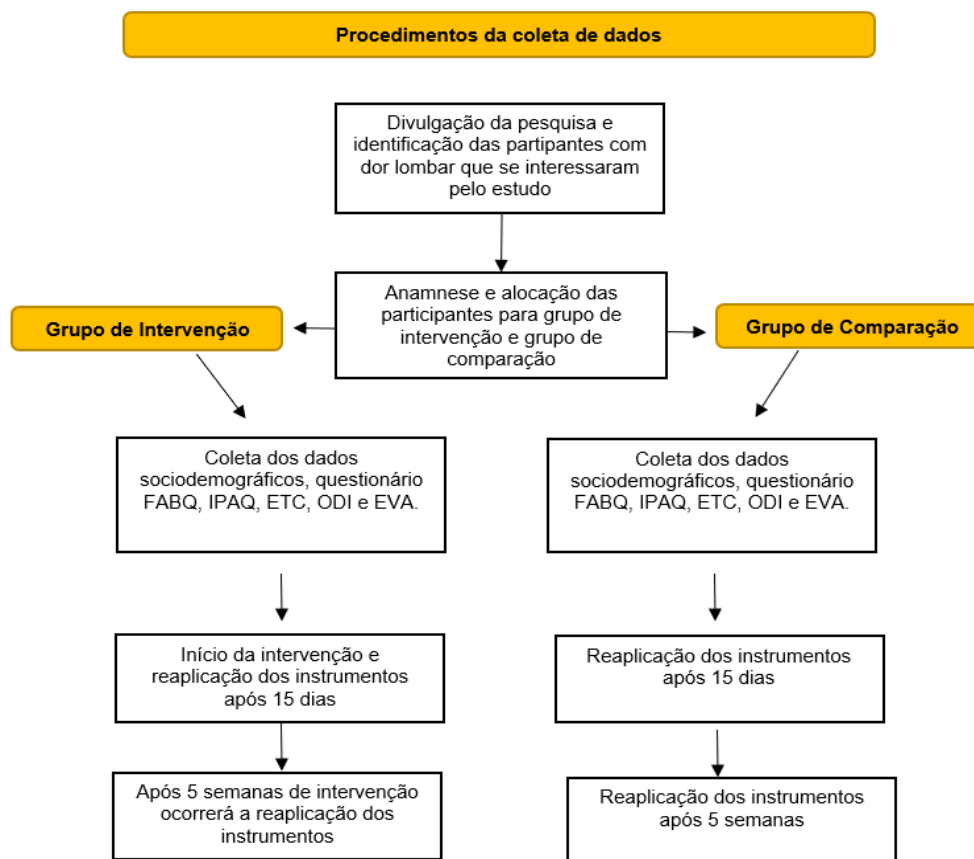 Procedimentos da coleta de dados
Divulgação da pesquisa e
identificação das partipantes com
dor lombar que se interessaram
pelo estudo
Anamnese e alocação das
participantes para grupo de
intervenção e grupo de
comparação
Grupo de Intervenção
Grupo de Comparação
Coleta dos dados
sociodemográficos, questionário
FABQ, IPAQ, ETC, ODI e EVA.
Coleta dos dados
sociodemográficos, questionário
FABQ, IPAQ, ETC, ODI e EVA.
Início da intervenção e
reaplicação dos instrumentos
após 15 dias
Reaplicação dos instrumentos
após 15 dias
Após 5 semanas de intervenção
ocorrerá a reaplicação dos
instrumentos
Reaplicação dos instrumentos
após 5 semanas